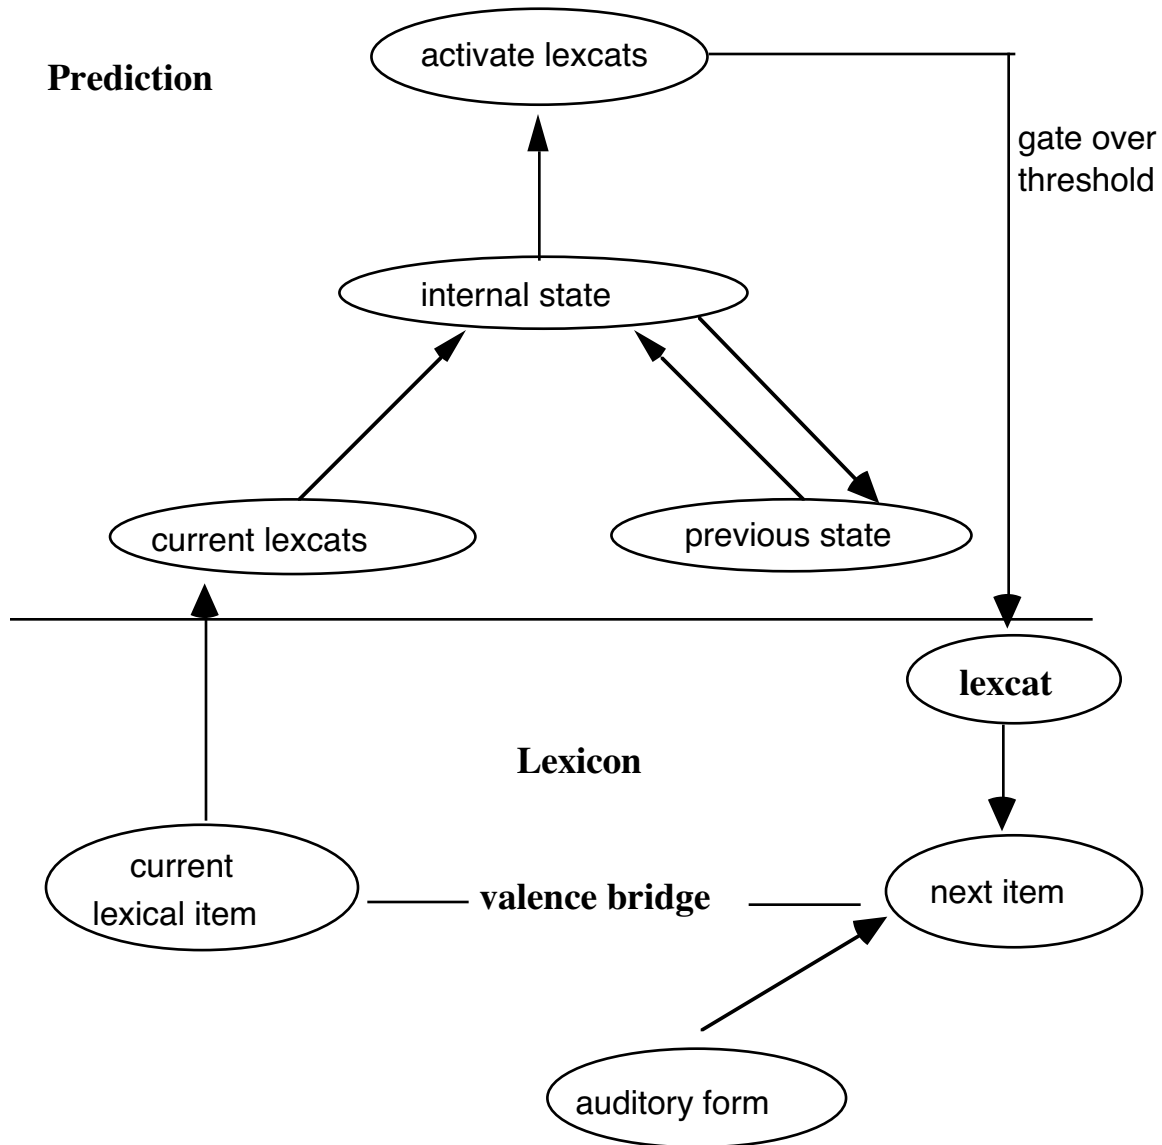 activate lexcats
Prediction
gate over
threshold
internal state
current lexcats
previous state
lexcat
Lexicon
current
lexical item
valence bridge
next item
auditory form